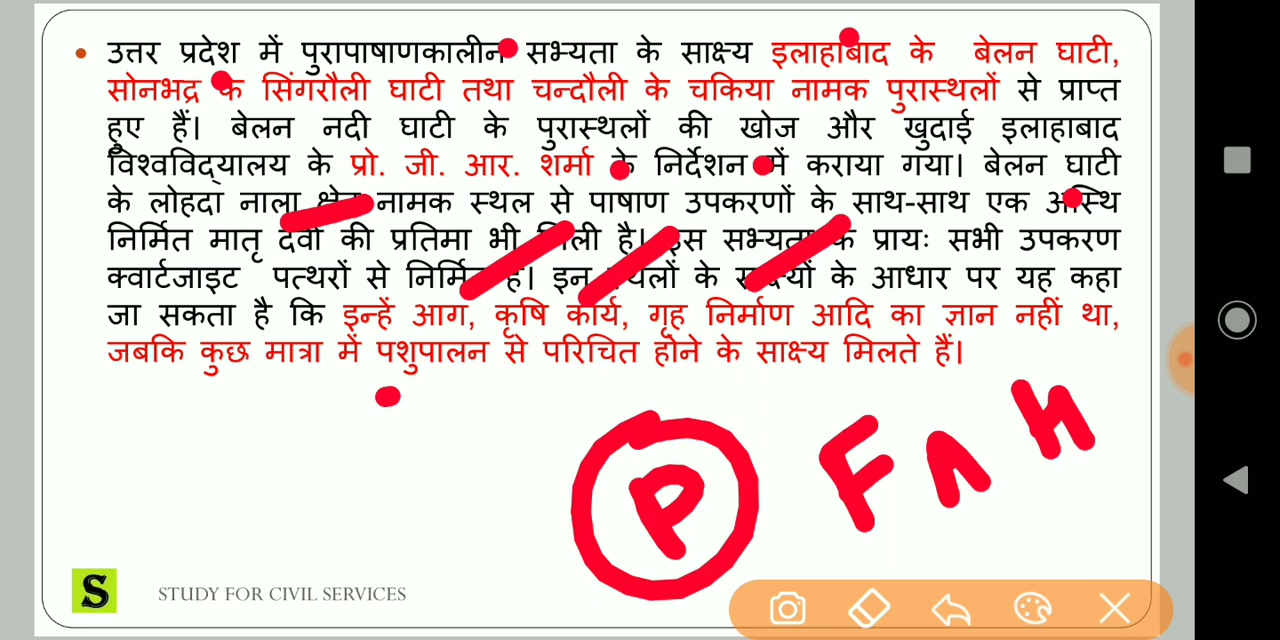 उत्तर प्रदेश में पुरापाषाणकालीन सभ्यता के साक्ष्य इलाहाबाद के बेलन घाटी,
सोनभद्र के सिंगरौली घाटी तथा चन्दौली के चकिया नामक पुरास्थलों से प्राप्त
हुए हैं। बेलन नदी घाटी के पुरास्थलों की खोज और खुदाई इलाहाबाद
विश्वविद्यालय के प्रो. जी. आर. शर्मा के निर्देशन में कराया गया। बेलन घाटी
के लोहदा नाला क्षेत्र नामक स्थल से पाषाण उपकरणों के साथ-साथ एक अस्थि
निर्मित मातृ देवी की प्रतिमा भी मिली है। इस सभ्यता के प्रायः सभी उपकरण
क्वार्टजाइट पत्थरों से निर्मित हैं। इन स्थलों के साक्ष्यों के आधार पर यह कहा
जा सकता है कि इन्हें आग, कृषि कार्य, गृह निर्माण आदि का ज्ञान नहीं था,
जबकि कुछ मात्रा में पशुपालन से परिचित होने के साक्ष्य मिलते हैं।
P F A H
S STUDY FOR CIVIL SERVICES